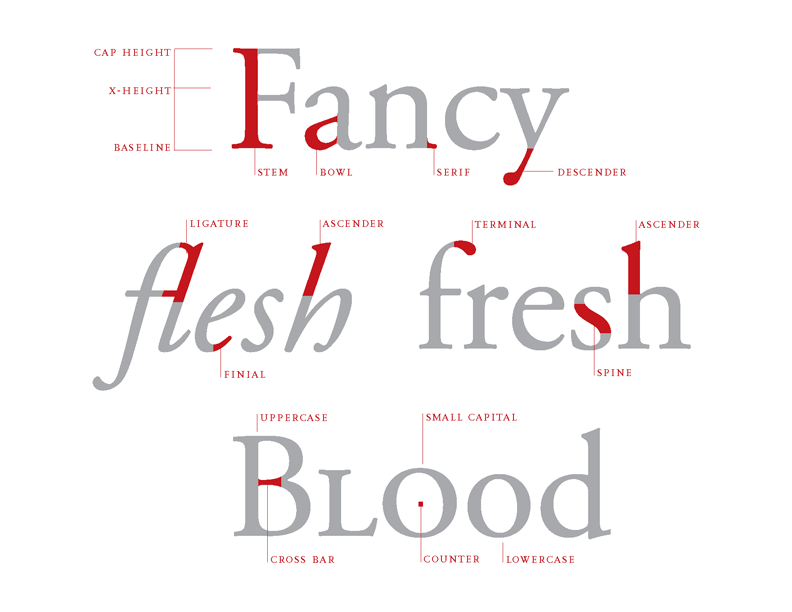 CAP HEIGHT
X-HEIGHT
BASELINE
Fancy
STEM BOWL SERIF DESCENDER
LIGATURE ASCENDER TERMINAL ASCENDER
flesh fresh
FINIAL SPINE
UPPERCASE SMALL CAPITAL
BLood
CROSS BAR COUNTER LOWERCASE